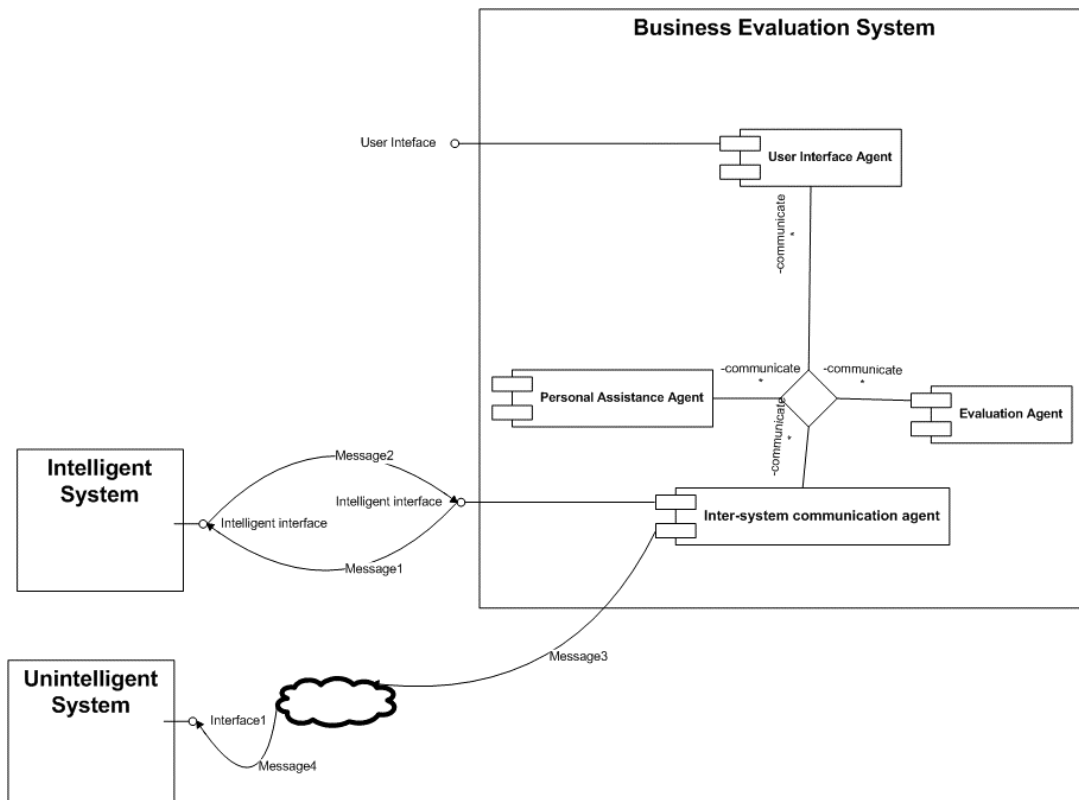 Business Evaluation System
User Inteface
User Interface Agent
-communicate
*
-communicate
*
-communicate
*
Personal Assistance Agent
Evaluation Agent
-communicate
*
Intelligent
System
Message2
Intelligent interface
Intelligent interface
Inter-system communication agent
Message1
Message3
Unintelligent
System
Interface1
Message4